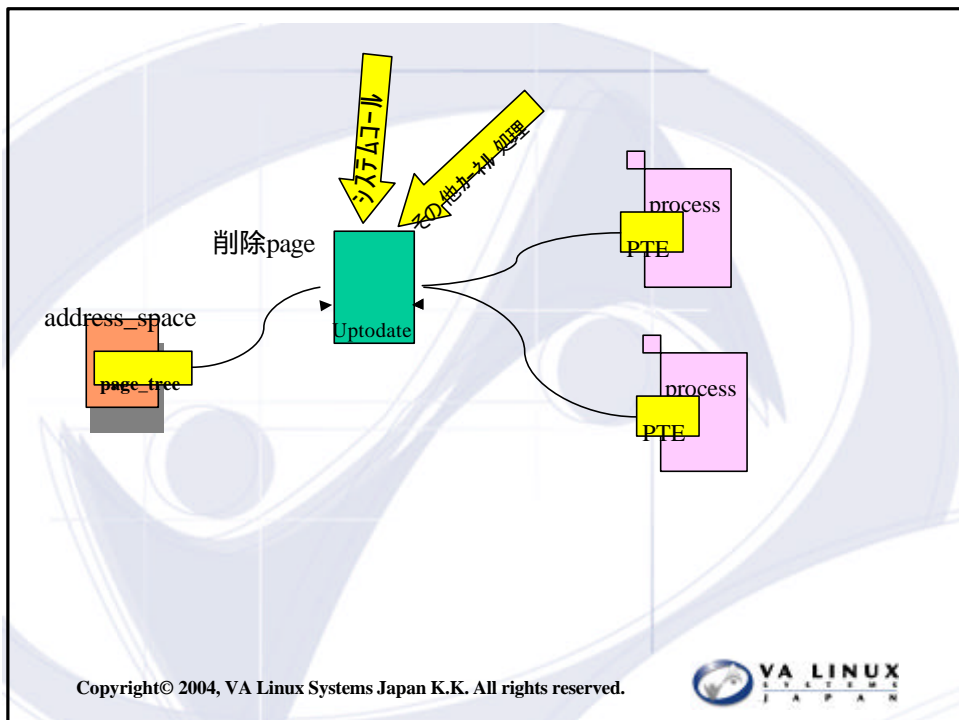 システムコール
その他カーネル処理
削除page
process
PTE
address_space
Uptodate
page_tree
process
PTE
Copyright© 2004, VA Linux Systems Japan K.K. All rights reserved.
VA LINUX
SYSTEMS
JAPAN